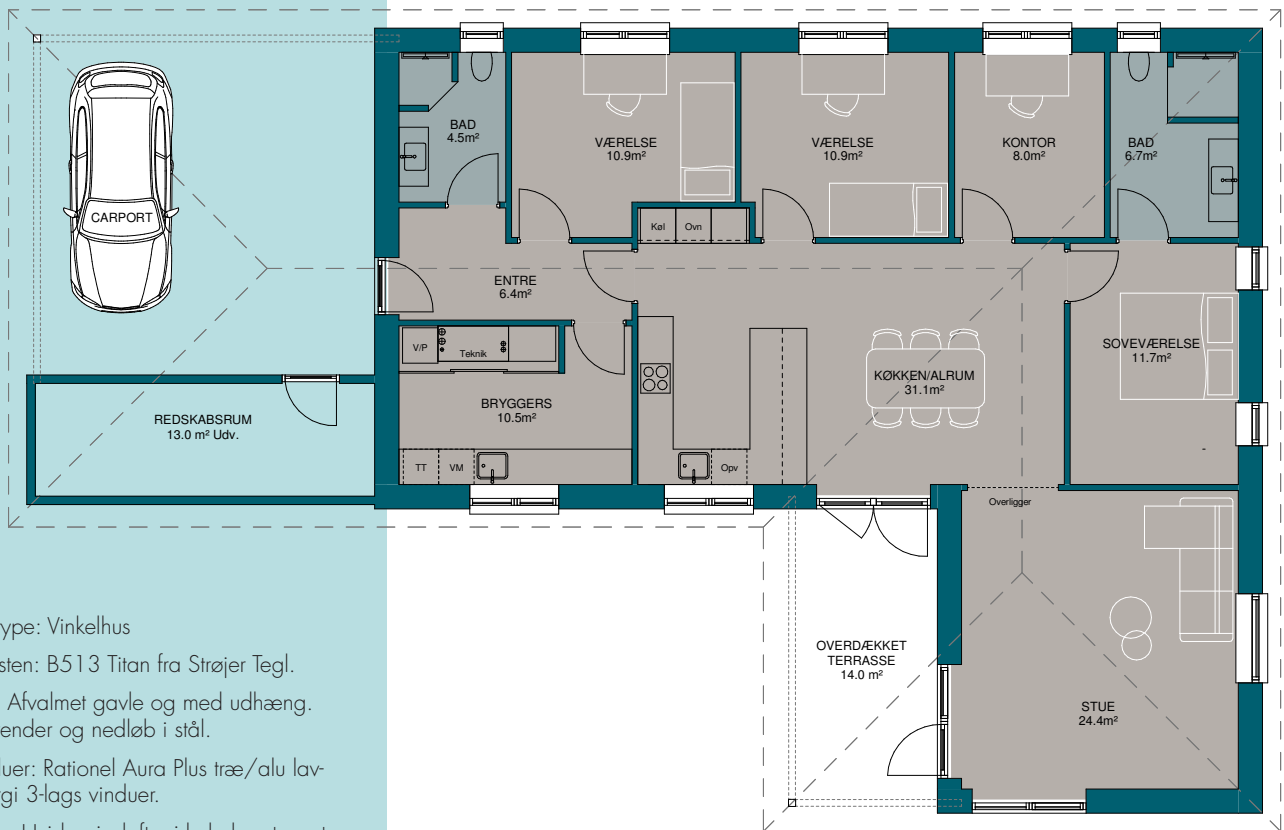 CARPORT
BAD
4.5m²
VÆRELSE
10.9m²
VÆRELSE
10.9m²
KONTOR
8.0m²
BAD
6.7m²
Køl
Ovn
ENTRE
6.4m²
V/P
Teknik
SOVEVÆRELSE
11.7m²
KØKKEN/ALRUM
31.1m²
BRYGGERS
10.5m²
REDSKABSRUM
13.0 m² Udv.
TT
VM
Opv
Overligger
OVERDÆKKET
TERRASSE
14.0 m²
STUE
24.4m²
ype: Vinkelhus
sten: B513 Titan fra Strøjer Tegl.
Afvalmet gavle og med udhæng.
ender og nedløb i stål.
luer: Rationel Aura Plus træ/alu lav-
rgi 3-lags vinduer.